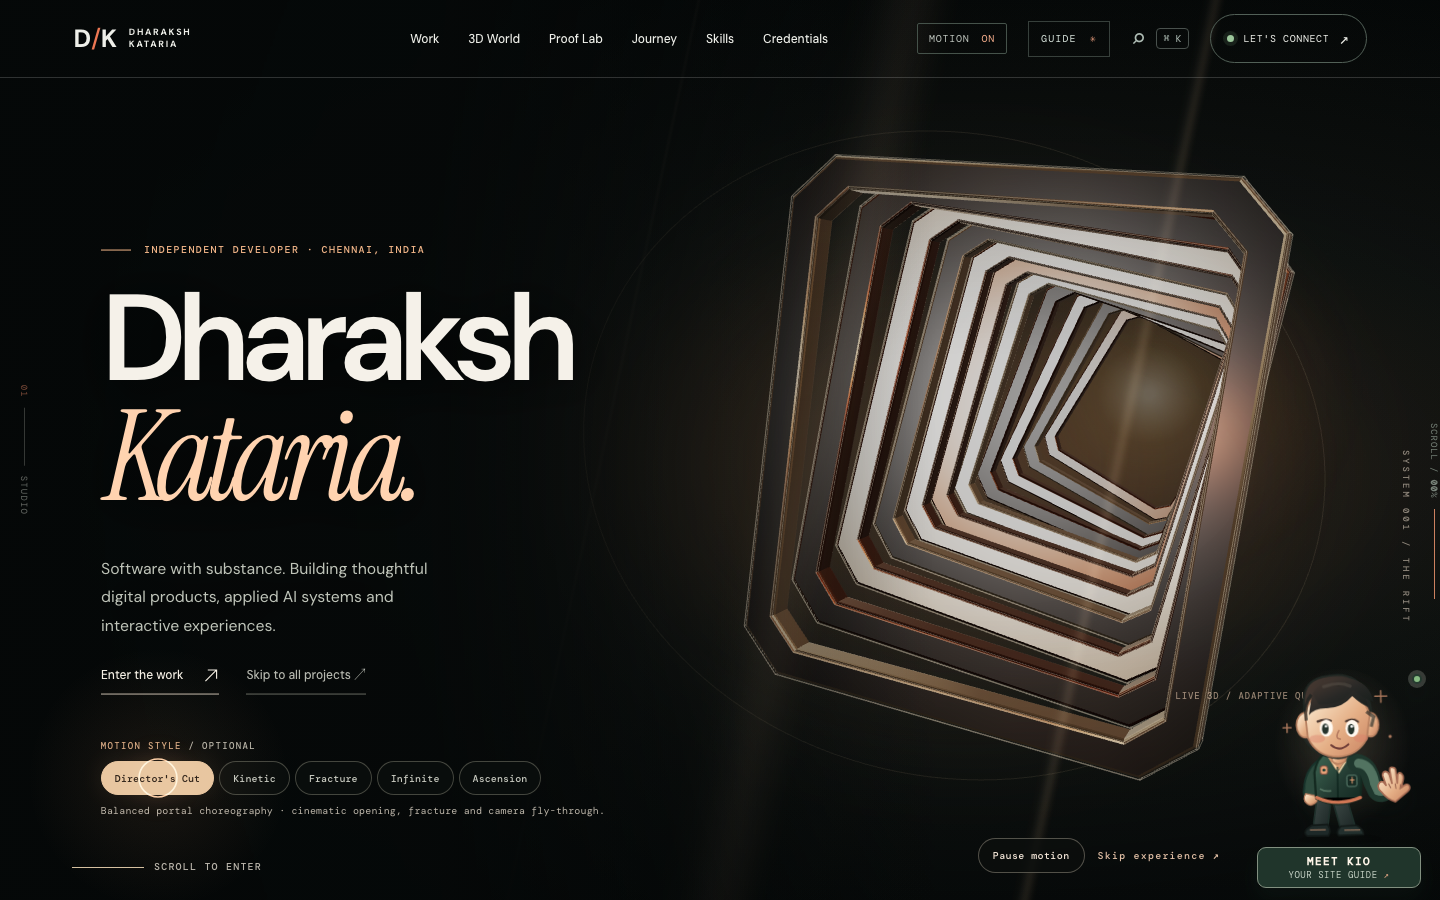 D/K DHARAKSH KATARIA
Work
3D World
Proof Lab
Journey
Skills
Credentials
MOTION ON
GUIDE ✳
⌘ K
LET'S CONNECT ↗
INDEPENDENT DEVELOPER · CHENNAI, INDIA
Dharaksh
Kataria.
Software with substance. Building thoughtful
digital products, applied AI systems and
interactive experiences.
Enter the work ↗
Skip to all projects ↗
MOTION STYLE / OPTIONAL
Director's Cut
Kinetic
Fracture
Infinite
Ascension
Balanced portal choreography · cinematic opening, fracture and camera fly-through.
SCROLL TO ENTER
01
STUDIO
SCROLL / 00%
SYSTEM 001 / THE RIFT
LIVE 3D / ADAPTIVE
Pause motion
Skip experience ↗
MEET KIO
YOUR SITE GUIDE ↗